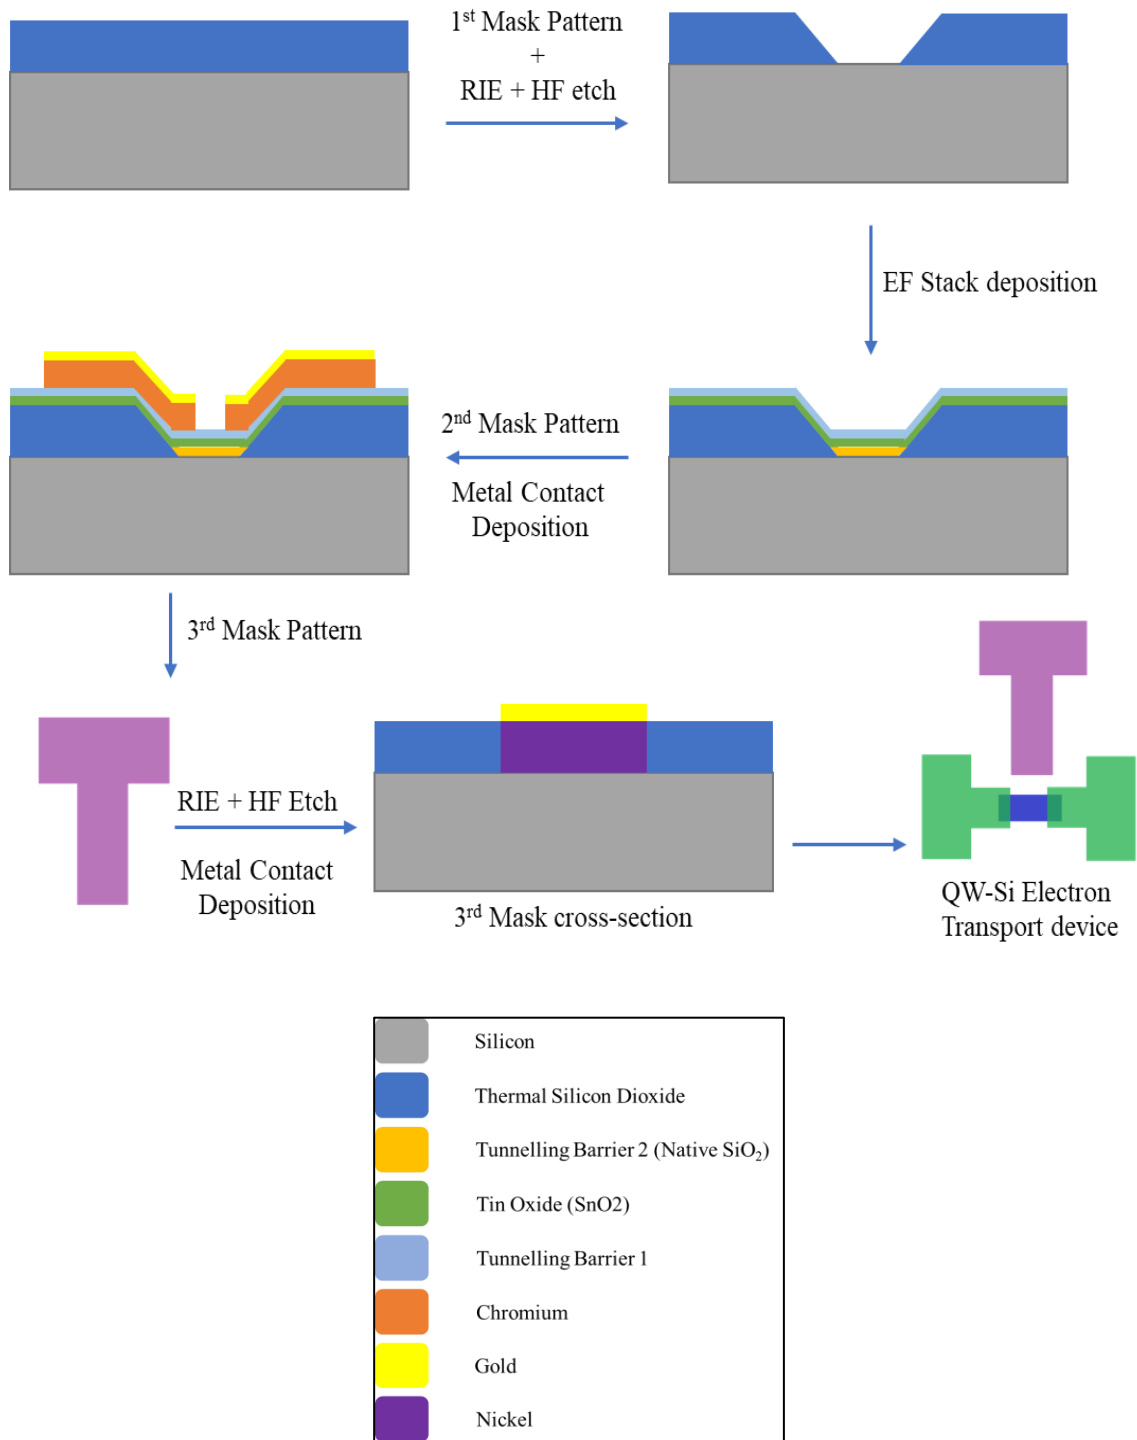 1st Mask Pattern
+
RIE + HF etch
EF Stack deposition
2nd Mask Pattern
Metal Contact
Deposition
3rd Mask Pattern
RIE + HF Etch
Metal Contact
Deposition
3rd Mask cross-section
QW-Si Electron
Transport device
Silicon
Thermal Silicon Dioxide
Tunnelling Barrier 2 (Native SiO₂)
Tin Oxide (SnO2)
Tunnelling Barrier 1
Chromium
Gold
Nickel